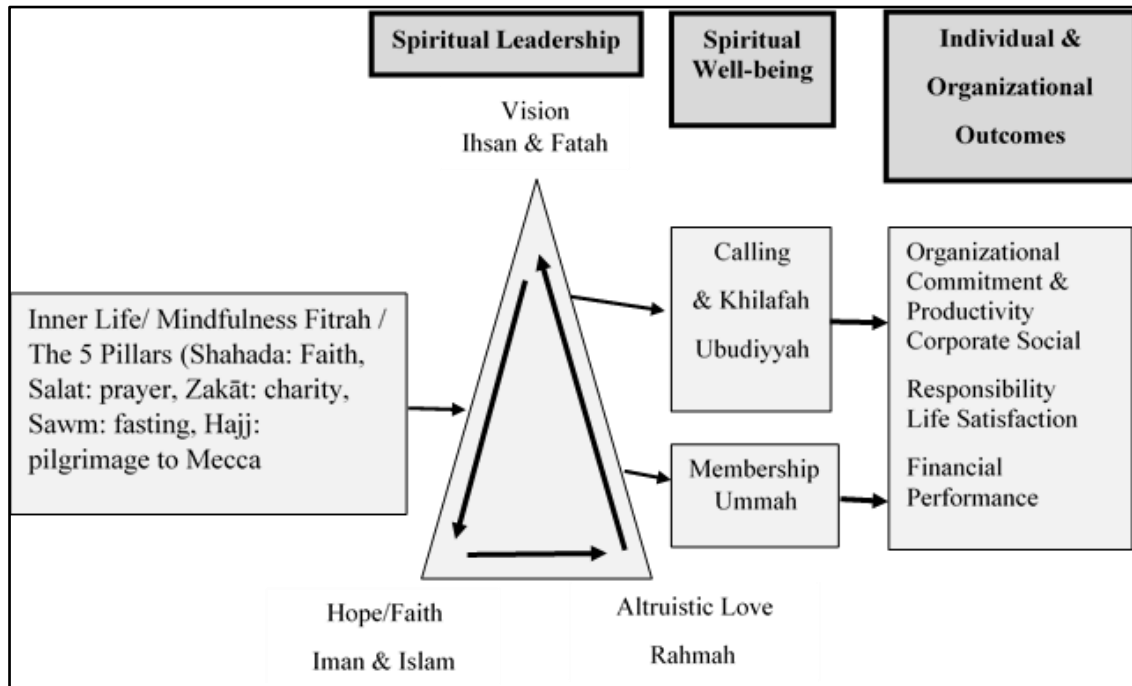 Spiritual Leadership
Spiritual
Well-being
Individual &
Organizational
Outcomes
Vision
Ihsan & Fatah
Inner Life/ Mindfulness Fitrah /
The 5 Pillars (Shahada: Faith,
Salat: prayer, Zakāt: charity,
Sawm: fasting, Hajj:
pilgrimage to Mecca
Calling
& Khilafah
Ubudiyyah
Membership
Ummah
Organizational
Commitment &
Productivity
Corporate Social
Responsibility
Life Satisfaction
Financial
Performance
Hope/Faith
Iman & Islam
Altruistic Love
Rahmah